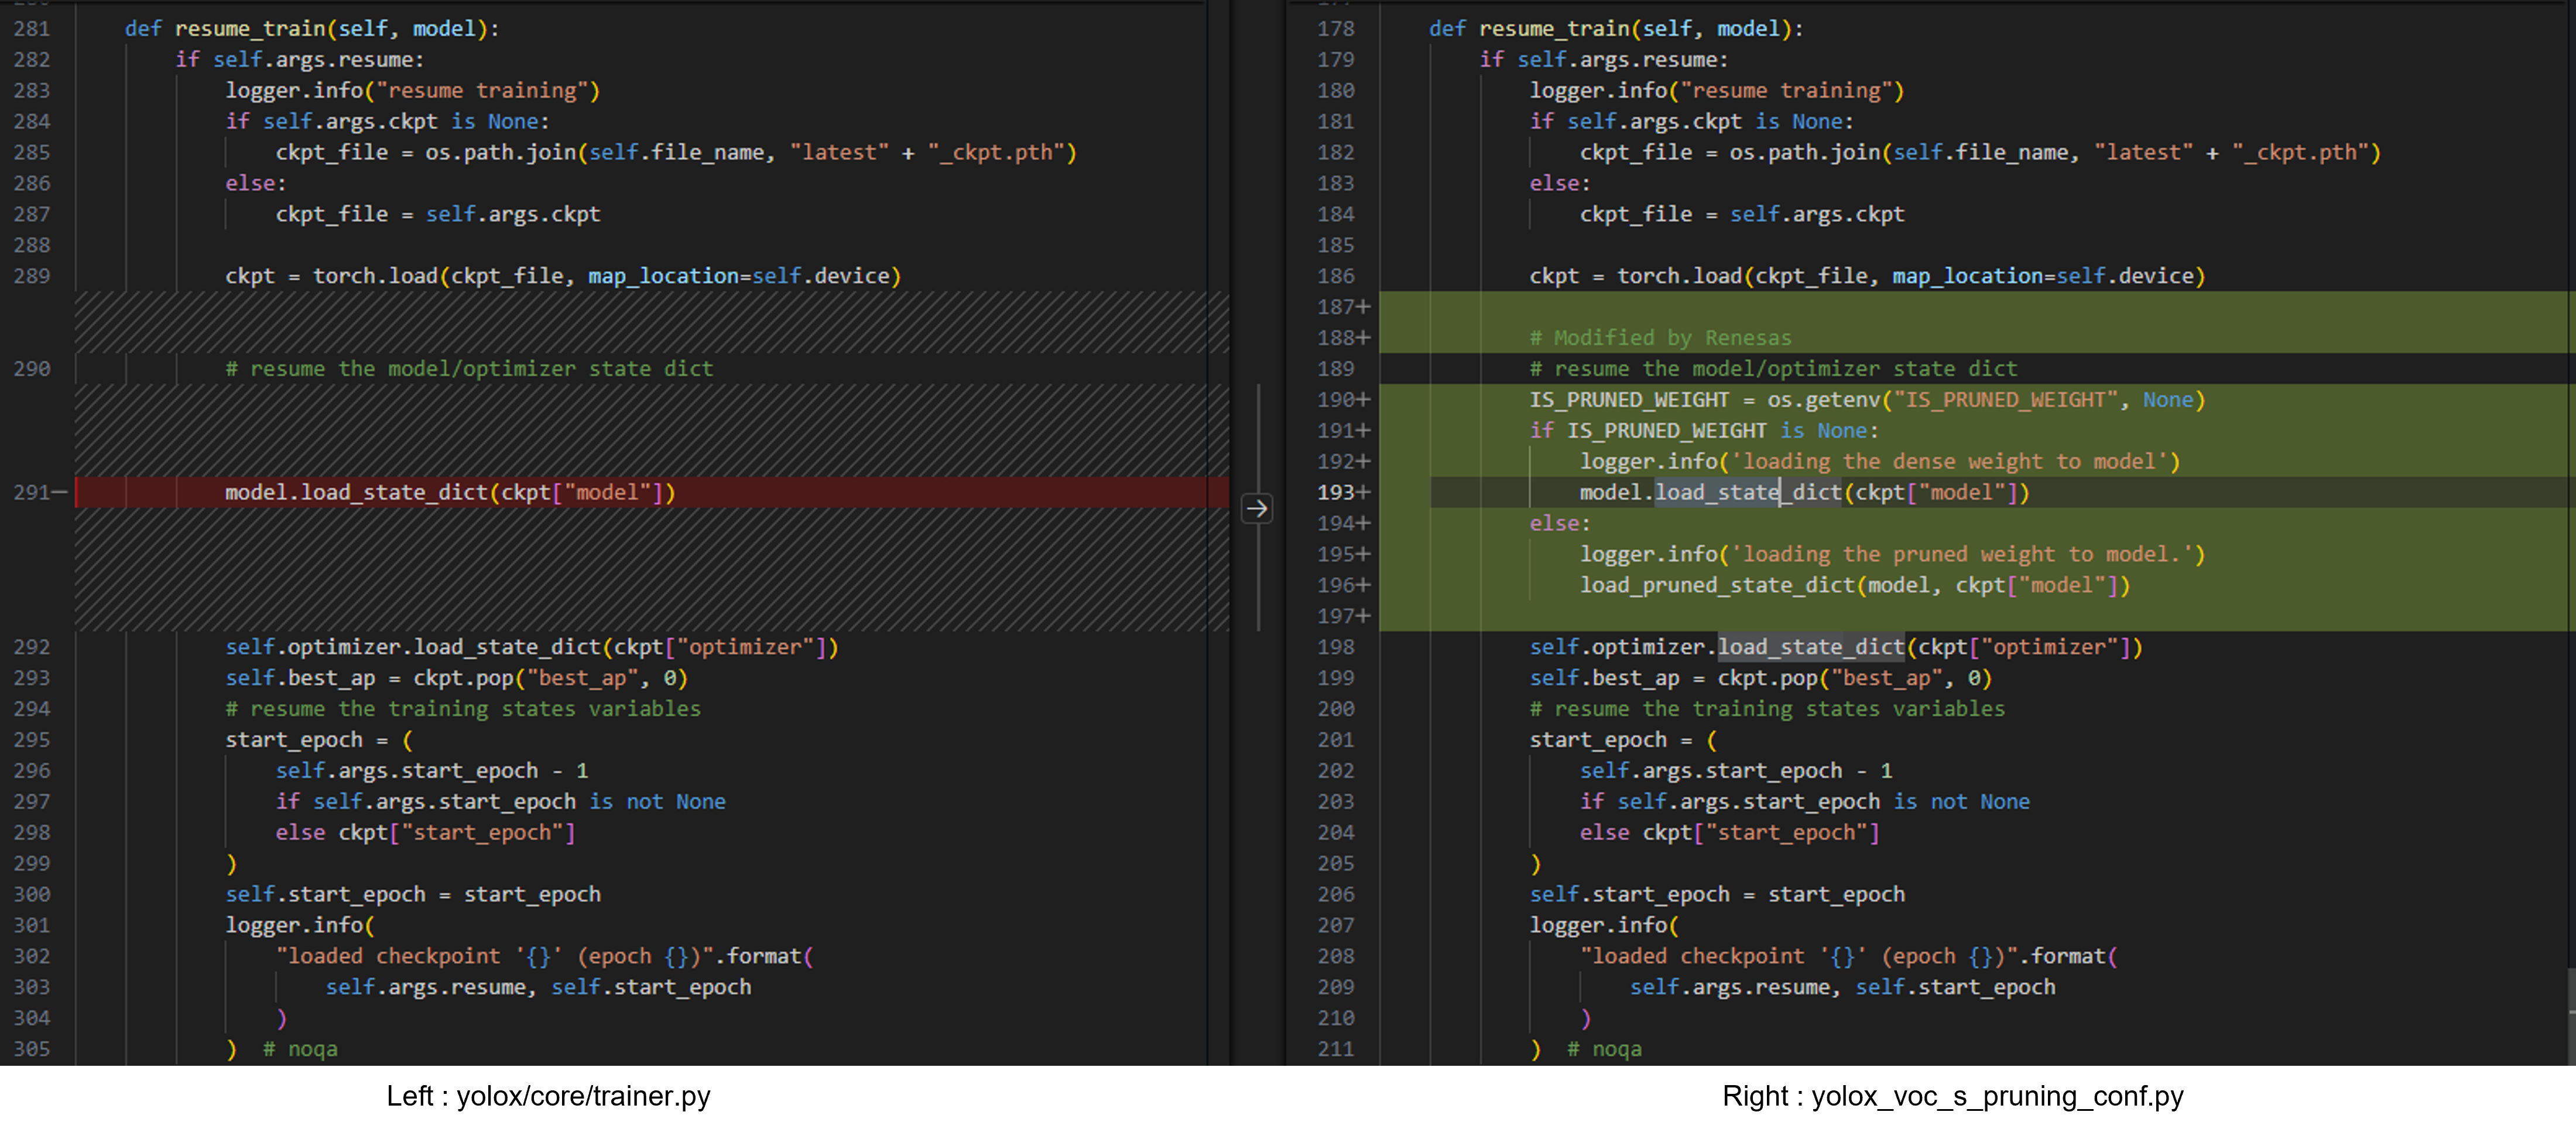 281 def resume_train(self, model):
282 if self.args.resume:
283 logger.info("resume training")
284 if self.args.ckpt is None:
285 ckpt_file = os.path.join(self.file_name, "latest" + "_ckpt.pth")
286 else:
287 ckpt_file = self.args.ckpt
288
289 ckpt = torch.load(ckpt_file, map_location=self.device)
290 # resume the model/optimizer state dict
291— model.load_state_dict(ckpt["model"])
292 self.optimizer.load_state_dict(ckpt["optimizer"])
293 self.best_ap = ckpt.pop("best_ap", 0)
294 # resume the training states variables
295 start_epoch = (
296 self.args.start_epoch - 1
297 if self.args.start_epoch is not None
298 else ckpt["start_epoch"]
299 )
300 self.start_epoch = start_epoch
301 logger.info(
302 "loaded checkpoint '{}' (epoch {})".format(
303 self.args.resume, self.start_epoch
304 )
305 ) # noqa
Left : yolox/core/trainer.py
178 def resume_train(self, model):
179 if self.args.resume:
180 logger.info("resume training")
181 if self.args.ckpt is None:
182 ckpt_file = os.path.join(self.file_name, "latest" + "_ckpt.pth")
183 else:
184 ckpt_file = self.args.ckpt
185
186 ckpt = torch.load(ckpt_file, map_location=self.device)
187+
188+ # Modified by Renesas
189 # resume the model/optimizer state dict
190+ IS_PRUNED_WEIGHT = os.getenv("IS_PRUNED_WEIGHT", None)
191+ if IS_PRUNED_WEIGHT is None:
192+ logger.info('loading the dense weight to model')
193+ model.load_state_dict(ckpt["model"])
194+ else:
195+ logger.info('loading the pruned weight to model.')
196+ load_pruned_state_dict(model, ckpt["model"])
197+
198 self.optimizer.load_state_dict(ckpt["optimizer"])
199 self.best_ap = ckpt.pop("best_ap", 0)
200 # resume the training states variables
201 start_epoch = (
202 self.args.start_epoch - 1
203 if self.args.start_epoch is not None
204 else ckpt["start_epoch"]
205 )
206 self.start_epoch = start_epoch
207 logger.info(
208 "loaded checkpoint '{}' (epoch {})".format(
209 self.args.resume, self.start_epoch
210 )
211 ) # noqa
Right : yolox_voc_s_pruning_conf.py